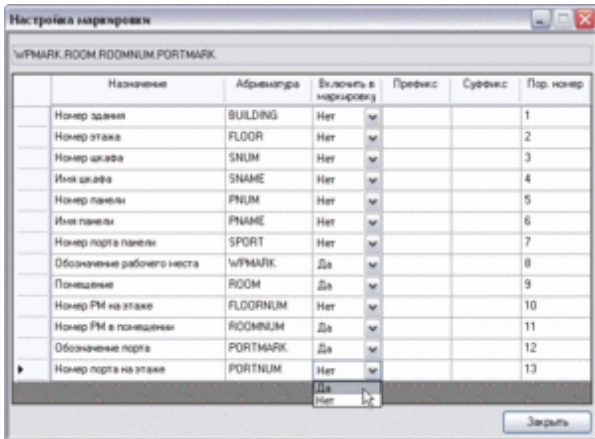 Настройка маркировки
WPMARK.ROOM.ROOMNUM.PORTMARK
Назначение Абривиатура Включить в маркировку Префикс Суффикс Пор. номер
Номер здания BUILDING Нет 1
Номер этажа FLOOR Нет 2
Номер шкафа SNUM Нет 3
Имя шкафа SNAME Нет 4
Номер панели PNUM Нет 5
Имя панели PNAME Нет 6
Номер порта панели SPORT Нет 7
Обозначение рабочего места WPMARK Да 8
Помещение ROOM Да 9
Номер РМ на этаже FLOORNUM Нет 10
Номер РМ в помещении ROOMNUM Да 11
Обозначение порта PORTMARK Да 12
Номер порта на этаже PORTNUM Нет 13
Да
Нет
Закрыть